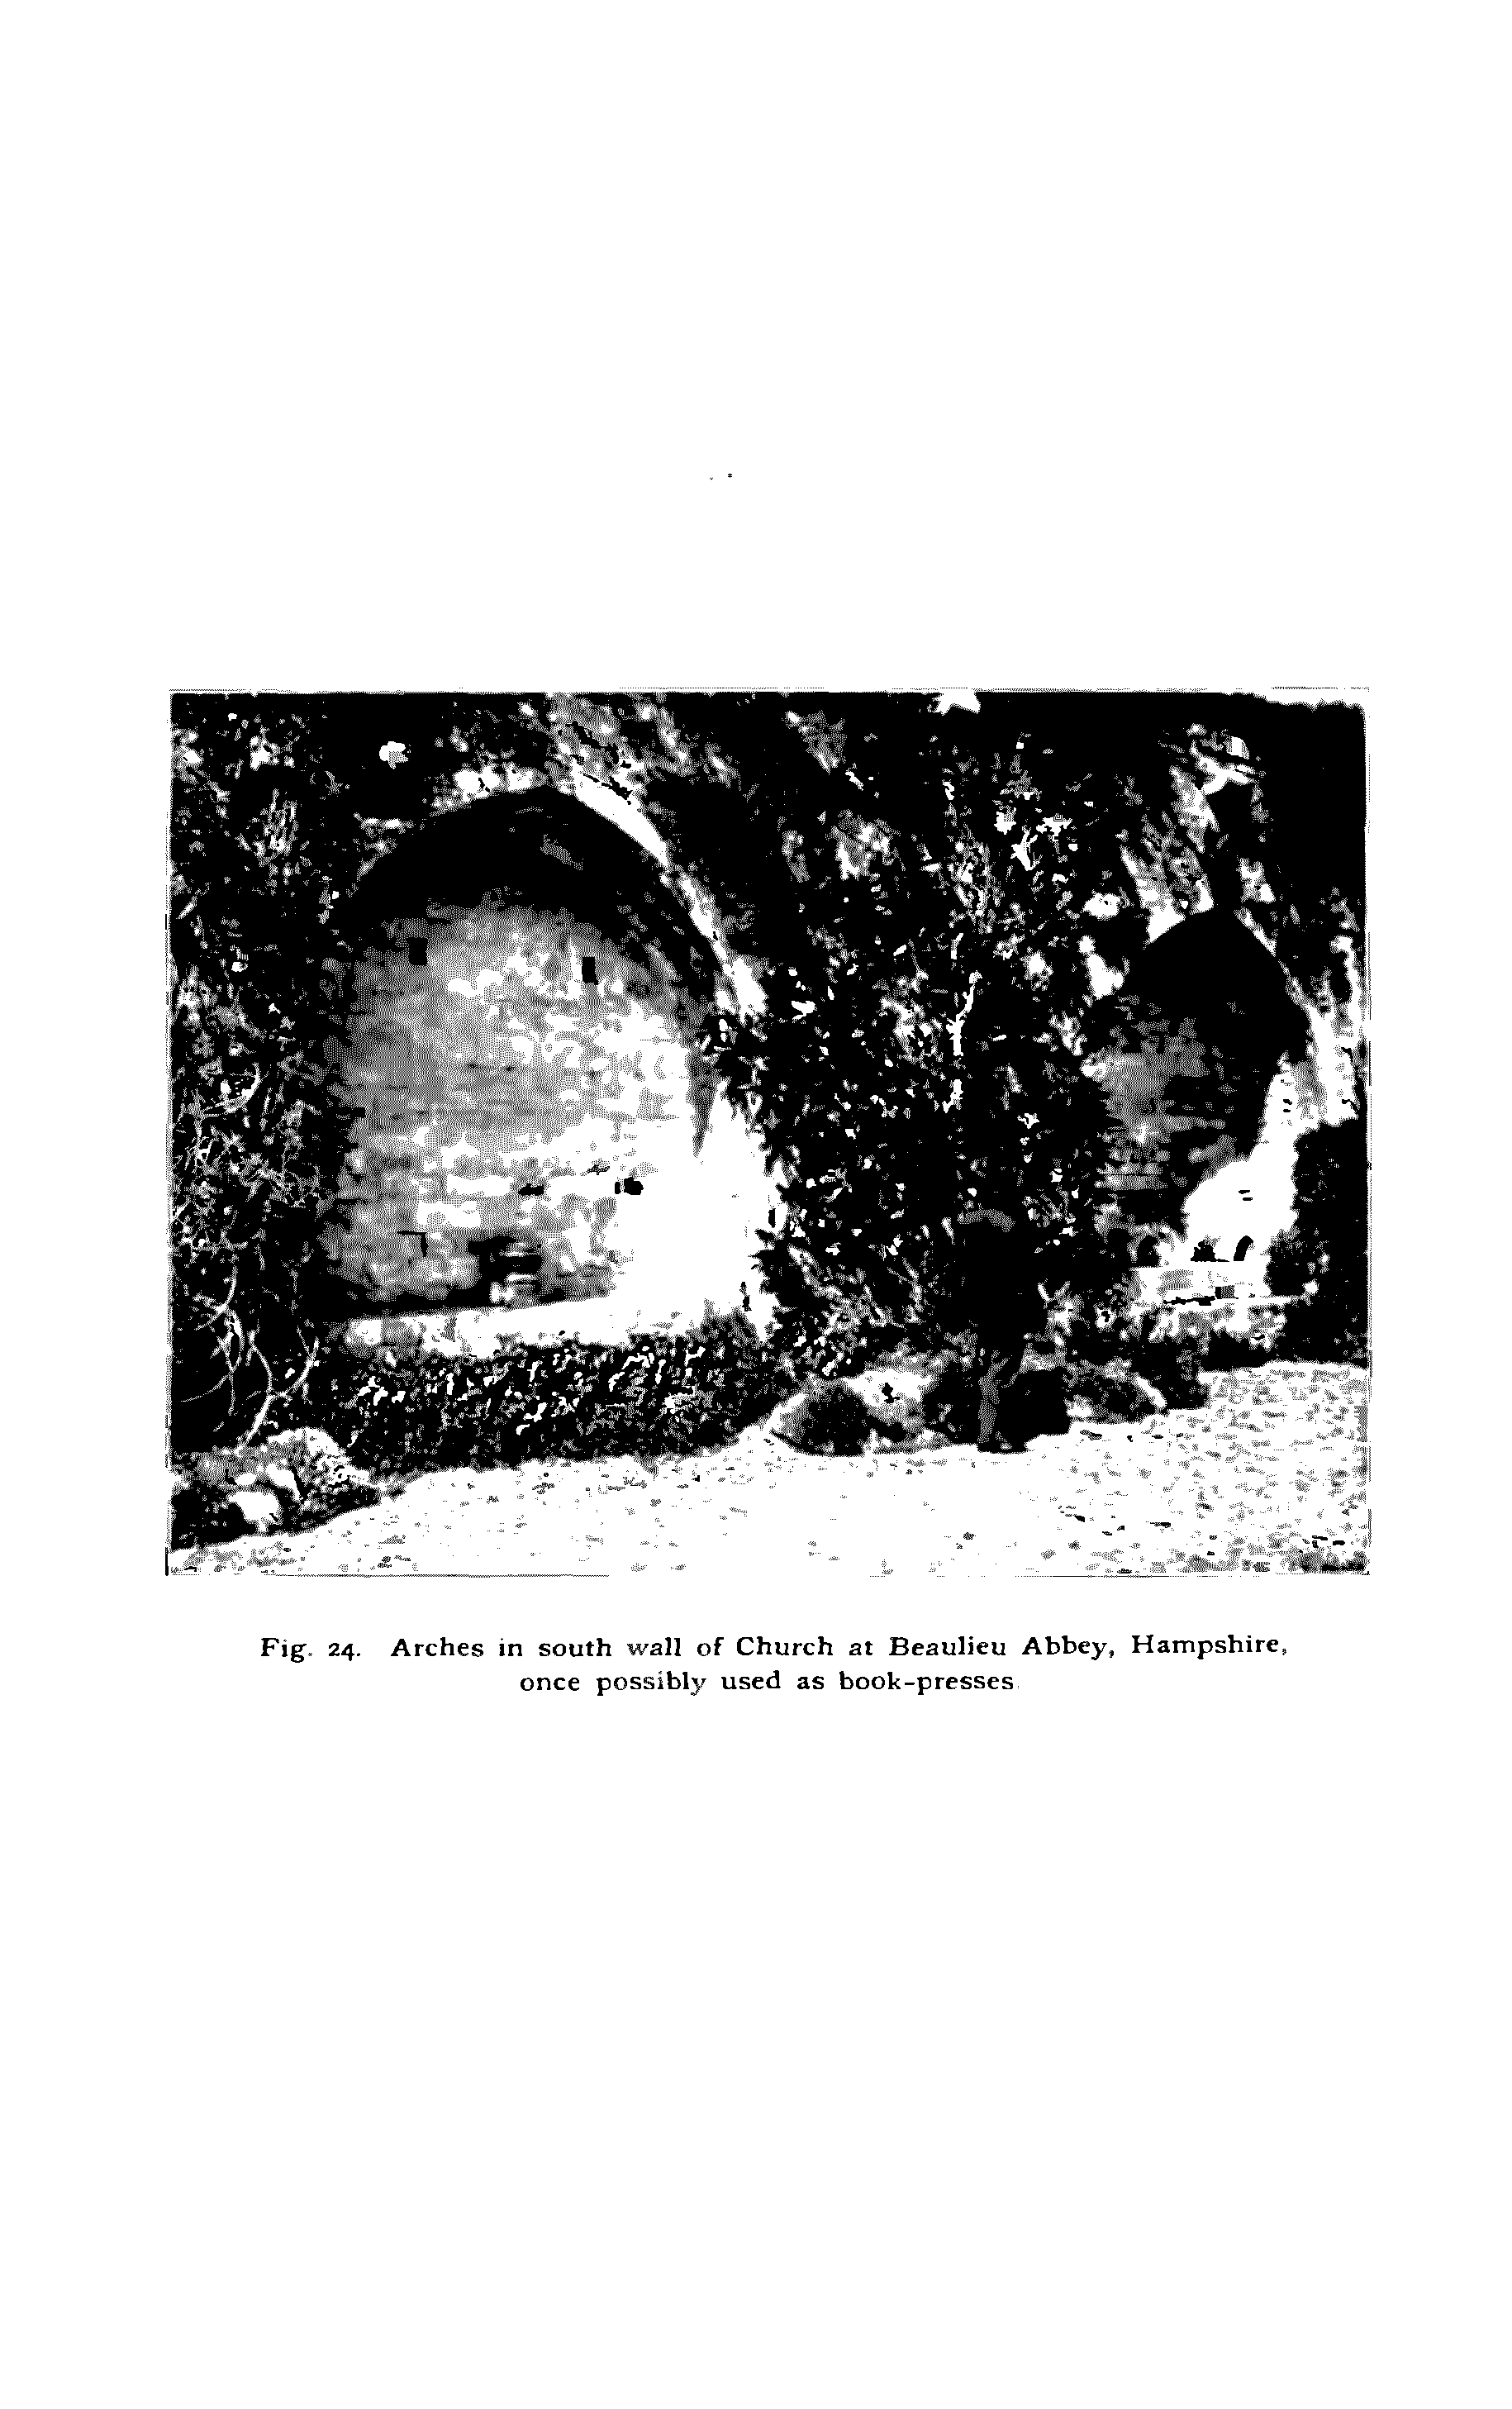 Fig. 24. Arches in south wall of Church at Beaulieu Abbey, Hampshire,
once possibly used as book-presses.